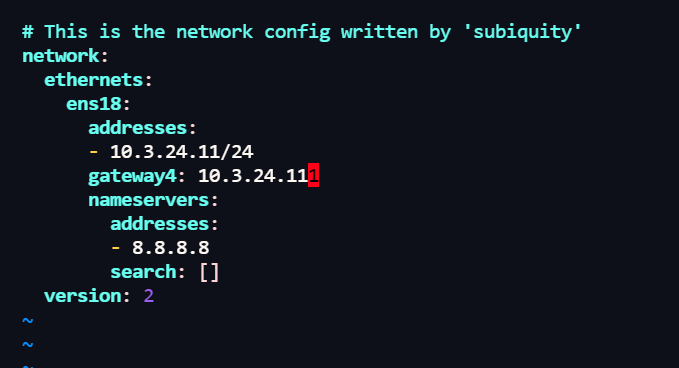 # This is the network config written by 'subiquity'
network:
  ethernets:
    ens18:
      addresses:
      - 10.3.24.11/24
      gateway4: 10.3.24.111
      nameservers:
        addresses:
        - 8.8.8.8
        search: []
  version: 2
~
~
~